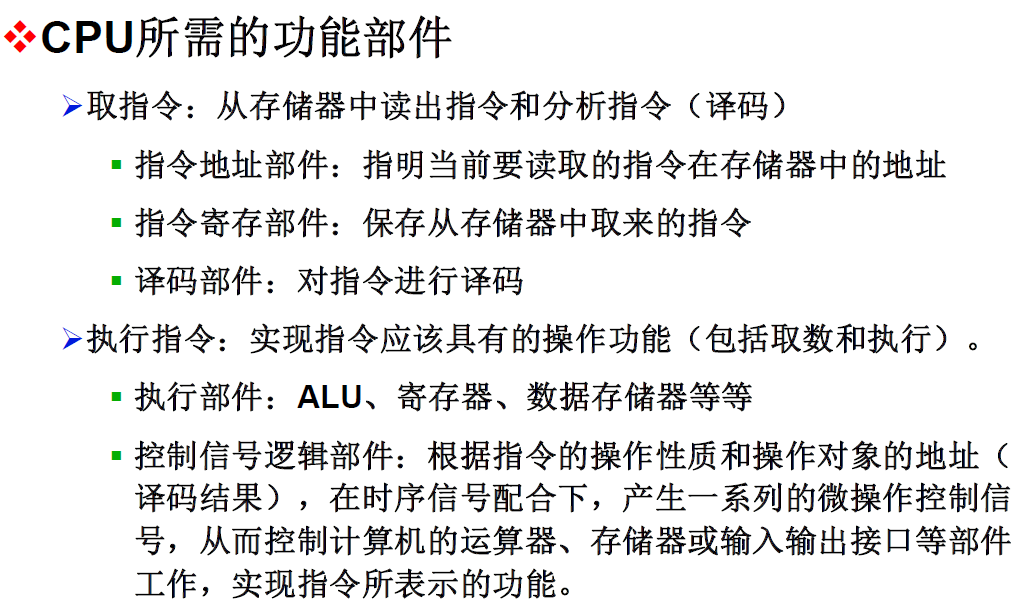 ❖CPU所需的功能部件
➢取指令：从存储器中读出指令和分析指令（译码）
▪ 指令地址部件：指明当前要读取的指令在存储器中的地址
▪ 指令寄存部件：保存从存储器中取来的指令
▪ 译码部件：对指令进行译码
➢执行指令：实现指令应该具有的操作功能（包括取数和执行）。
▪ 执行部件：ALU、寄存器、数据存储器等等
▪ 控制信号逻辑部件：根据指令的操作性质和操作对象的地址（
译码结果），在时序信号配合下，产生一系列的微操作控制信
号，从而控制计算机的运算器、存储器或输入输出接口等部件
工作，实现指令所表示的功能。